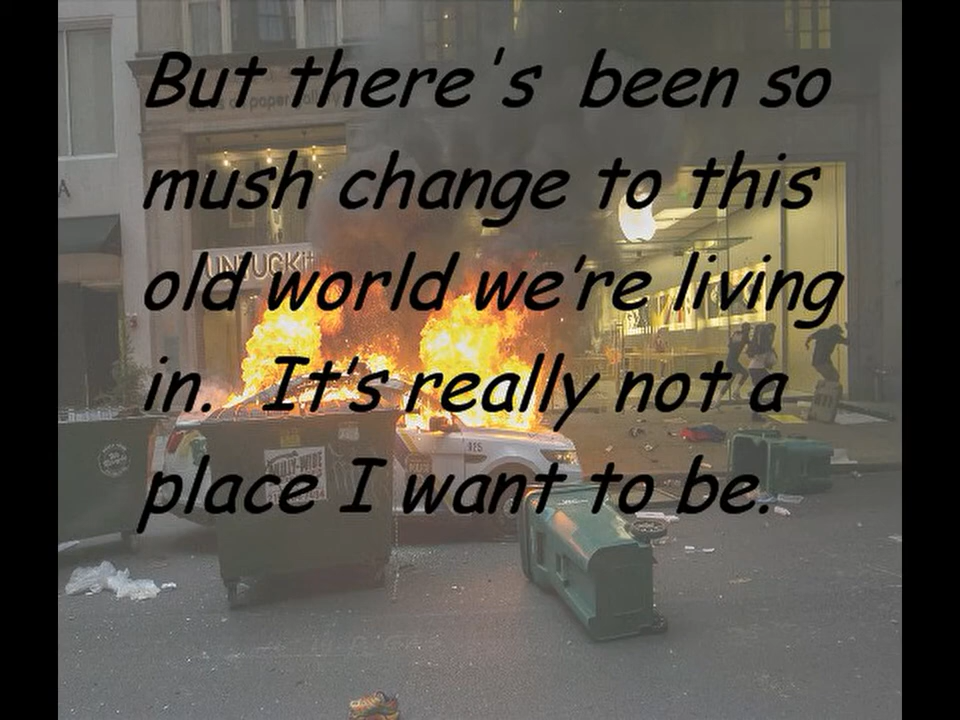 But there's been so
mush change to this
old world we're living
in. It's really not a
place I want to be.
UNTUCKit